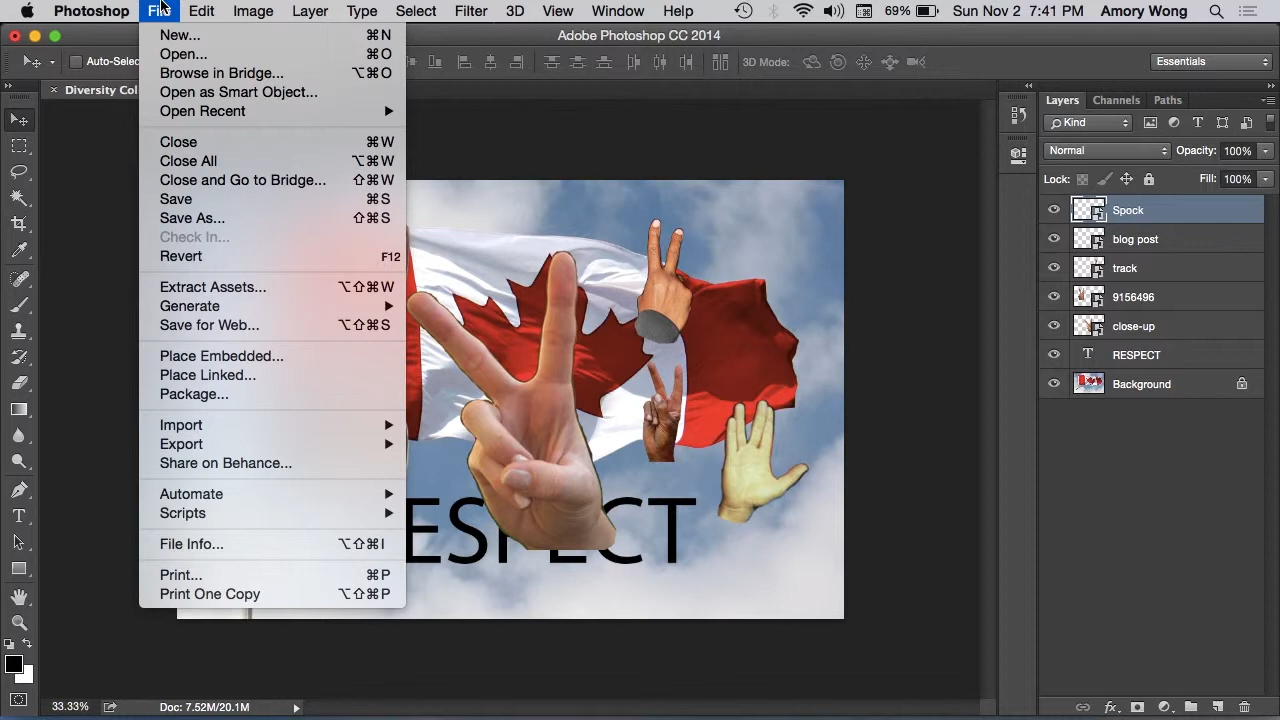 File Edit Image Layer Type Select Filter 3D View Window Help 69% Sun Nov 2 7:41 PM Amory Wong
Photoshop
Adobe Photoshop CC 2014
Auto-Selec 3D Mode: Essentials
× Diversity Col
New... ⌘N
Open... ⌘O
Browse in Bridge... ⌥⌘O
Open as Smart Object...
Open Recent
Close ⌘W
Close All ⌥⌘W
Close and Go to Bridge... ⇧⌘W
Save ⌘S
Save As... ⇧⌘S
Check In...
Revert F12
Extract Assets... ⌥⇧⌘W
Generate
Save for Web... ⌥⇧⌘S
Place Embedded...
Place Linked...
Package...
Import
Export
Share on Behance...
Automate
Scripts
File Info... ⌥⇧⌘I
Print... ⌘P
Print One Copy ⌥⇧⌘P
ESPECT
Layers Channels Paths
Kind
Normal Opacity: 100%
Lock: Fill: 100%
Spock
blog post
track
9156496
close-up
T RESPECT
Background
33.33% Doc: 7.52M/20.1M